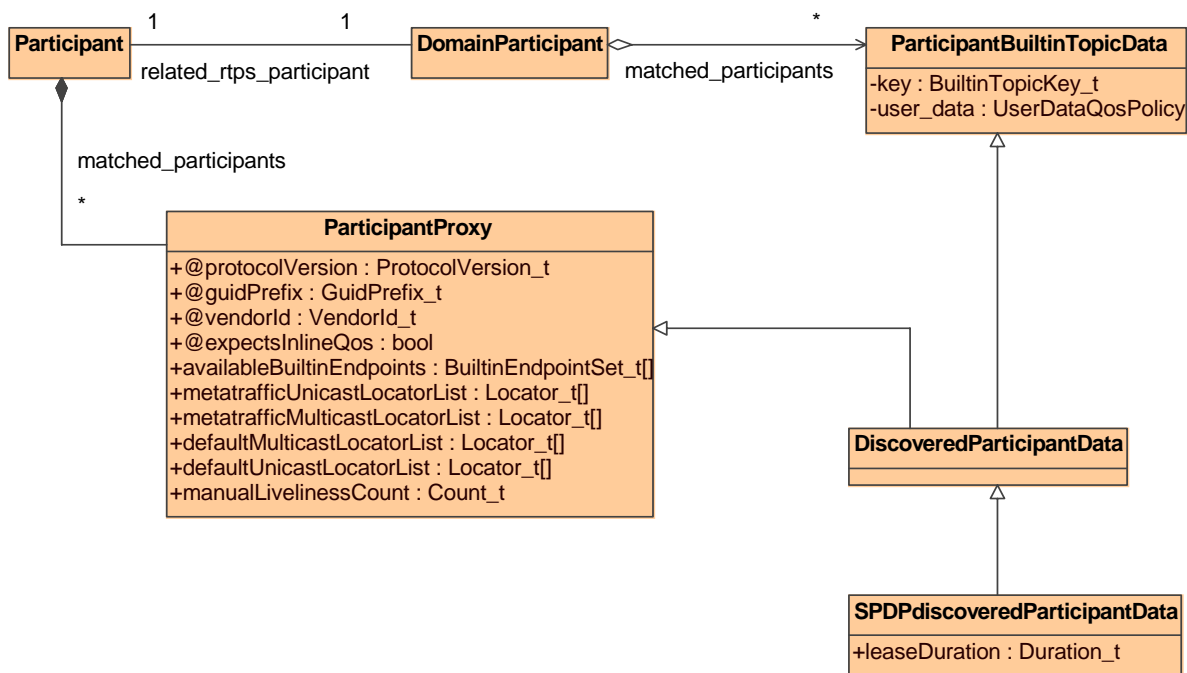 1 1 *
Participant DomainParticipant ParticipantBuiltinTopicData
related_rtps_participant matched_participants
-key : BuiltinTopicKey_t
-user_data : UserDataQosPolicy
matched_participants
*
ParticipantProxy
+@protocolVersion : ProtocolVersion_t
+@guidPrefix : GuidPrefix_t
+@vendorId : VendorId_t
+@expectsInlineQos : bool
+availableBuiltinEndpoints : BuiltinEndpointSet_t[]
+metatrafficUnicastLocatorList : Locator_t[]
+metatrafficMulticastLocatorList : Locator_t[]
+defaultMulticastLocatorList : Locator_t[]
+defaultUnicastLocatorList : Locator_t[]
+manualLivelinessCount : Count_t
DiscoveredParticipantData
SPDPdiscoveredParticipantData
+leaseDuration : Duration_t